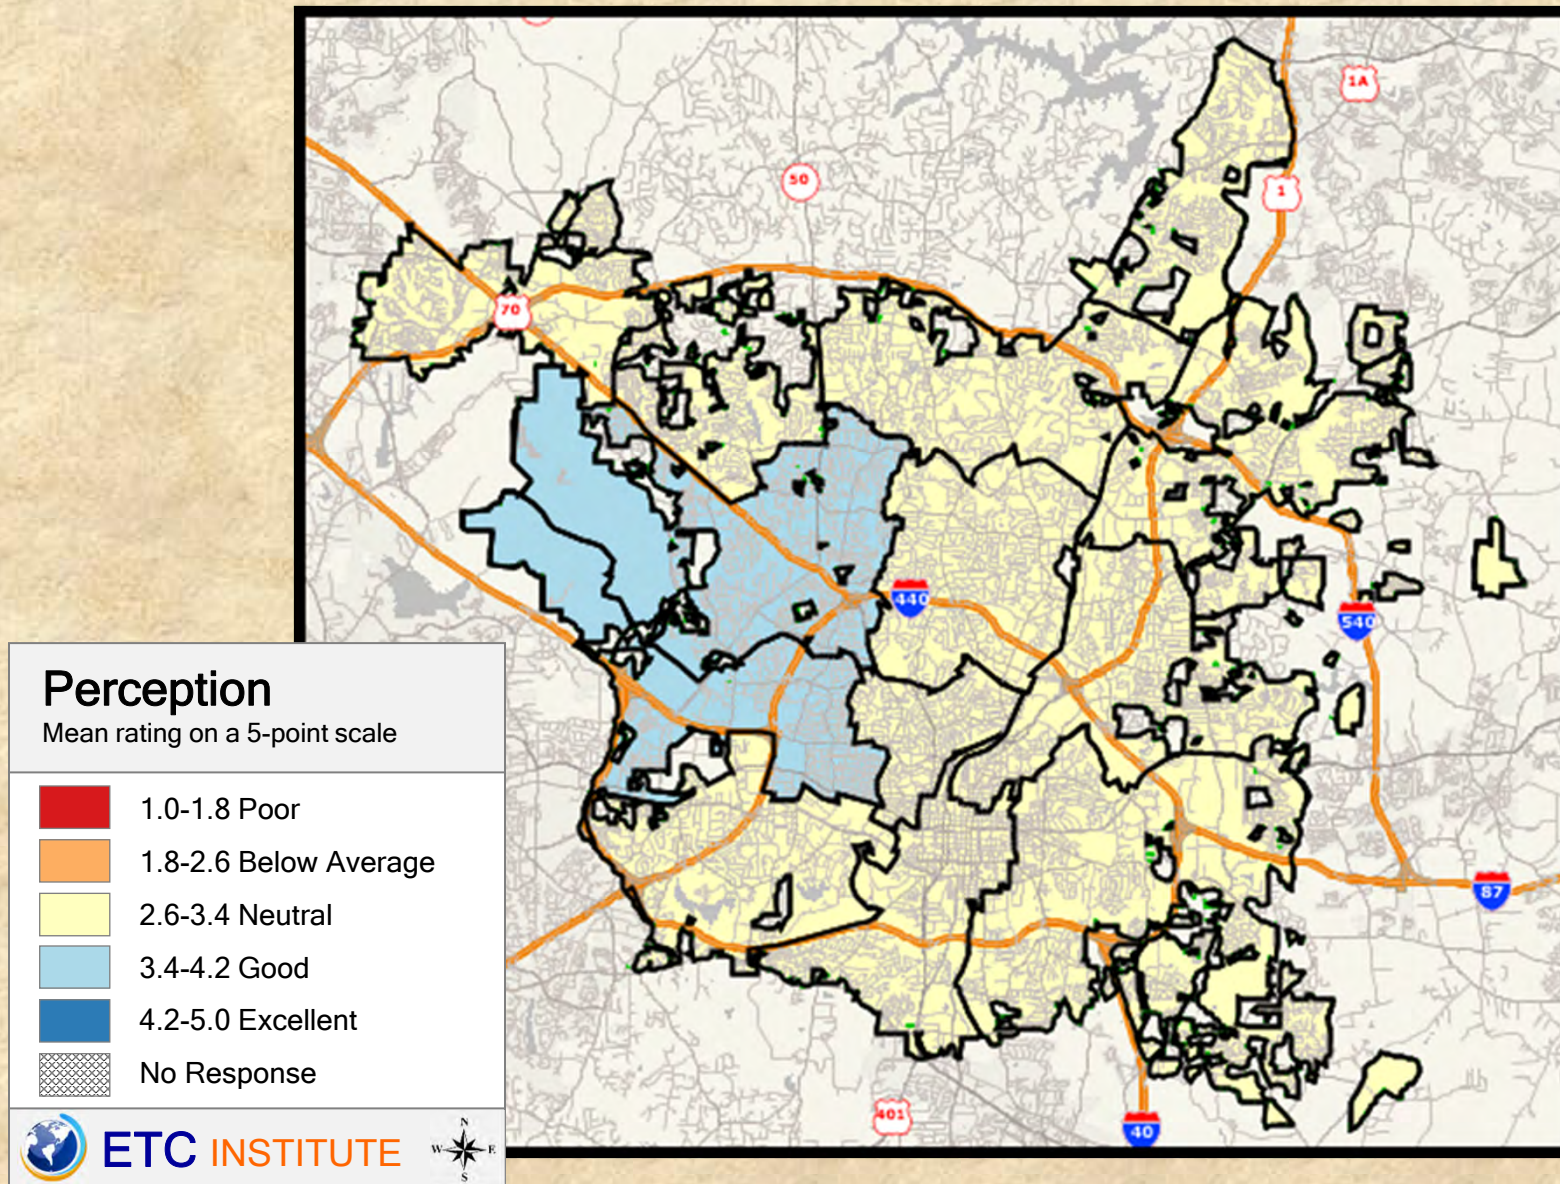 1A
50
1
70
440
540
87
401
40
Perception
Mean rating on a 5-point scale
1.0-1.8 Poor
1.8-2.6 Below Average
2.6-3.4 Neutral
3.4-4.2 Good
4.2-5.0 Excellent
No Response
ETC INSTITUTE
N
W E
S